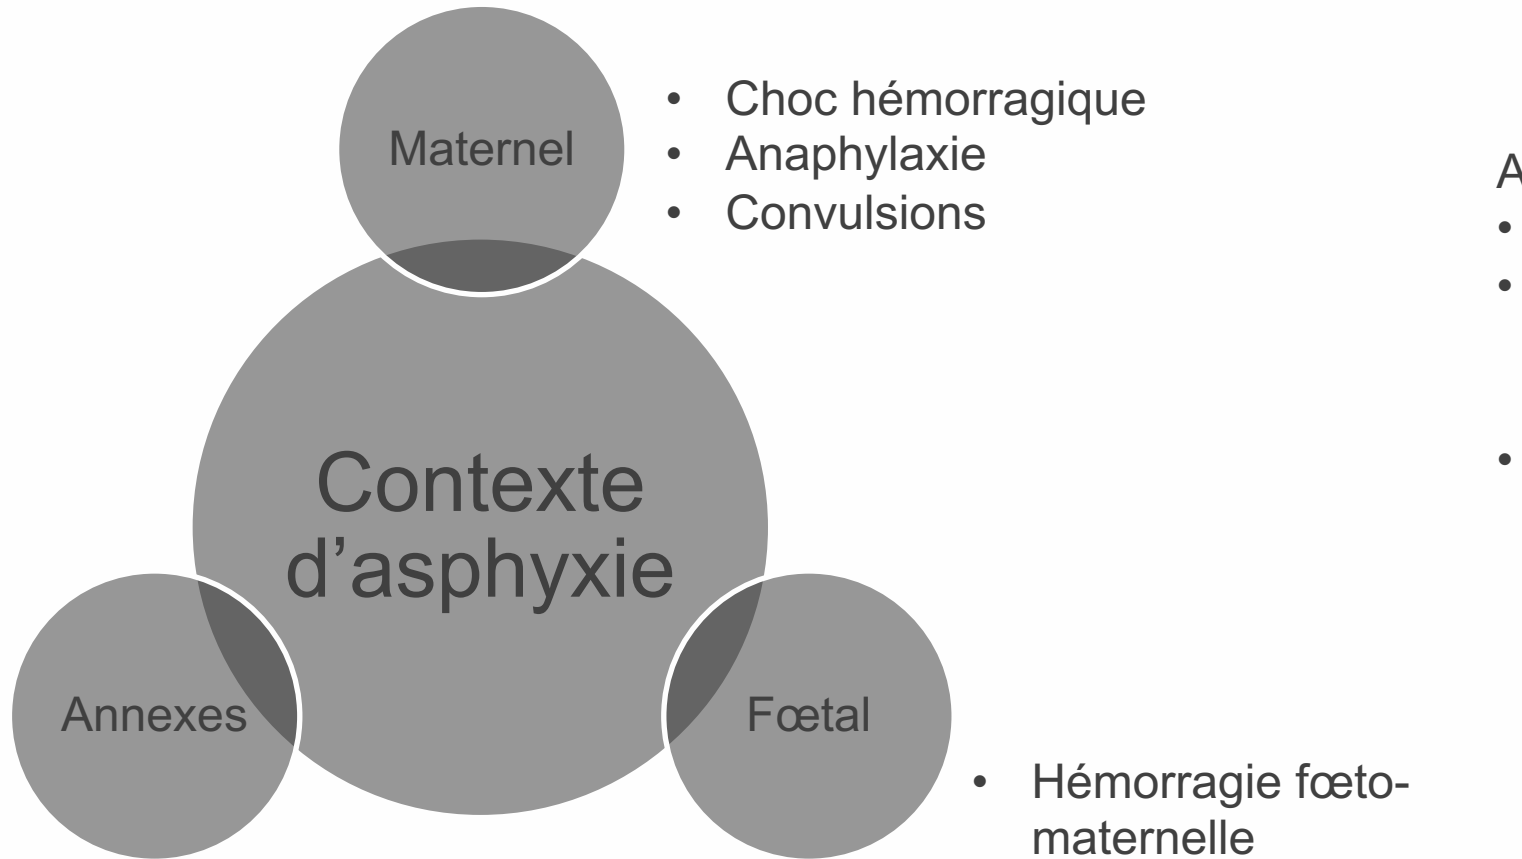 Maternel
• Choc hémorragique
• Anaphylaxie
• Convulsions
A
•
•
•
Contexte
d’asphyxie
Annexes
Fœtal
• Hémorragie fœto-
maternelle